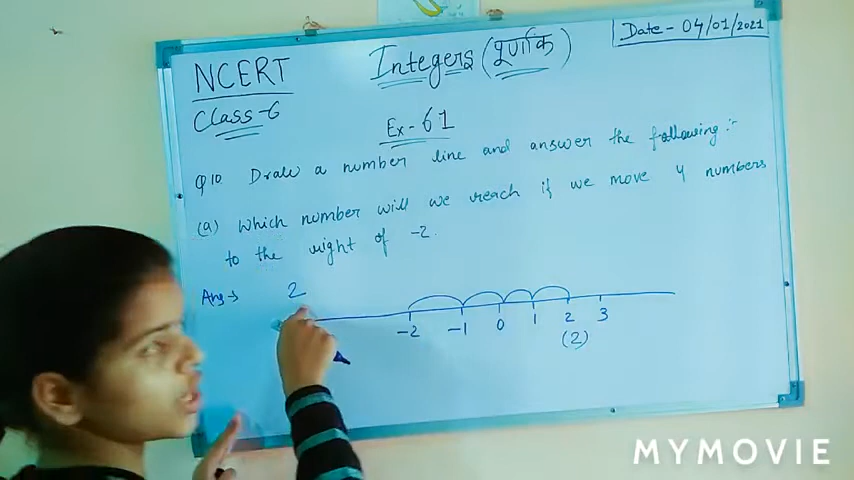 Date - 04/01/2021
NCERT Integers (पूर्णांक)
Class-6
Ex-6.1
Q10 Draw a number line and answer the following:-
(a) Which number will we reach if we move 4 numbers
to the right of -2.
Ans→ 2
-2 -1 0 1 2 3
(2)
MYMOVIE